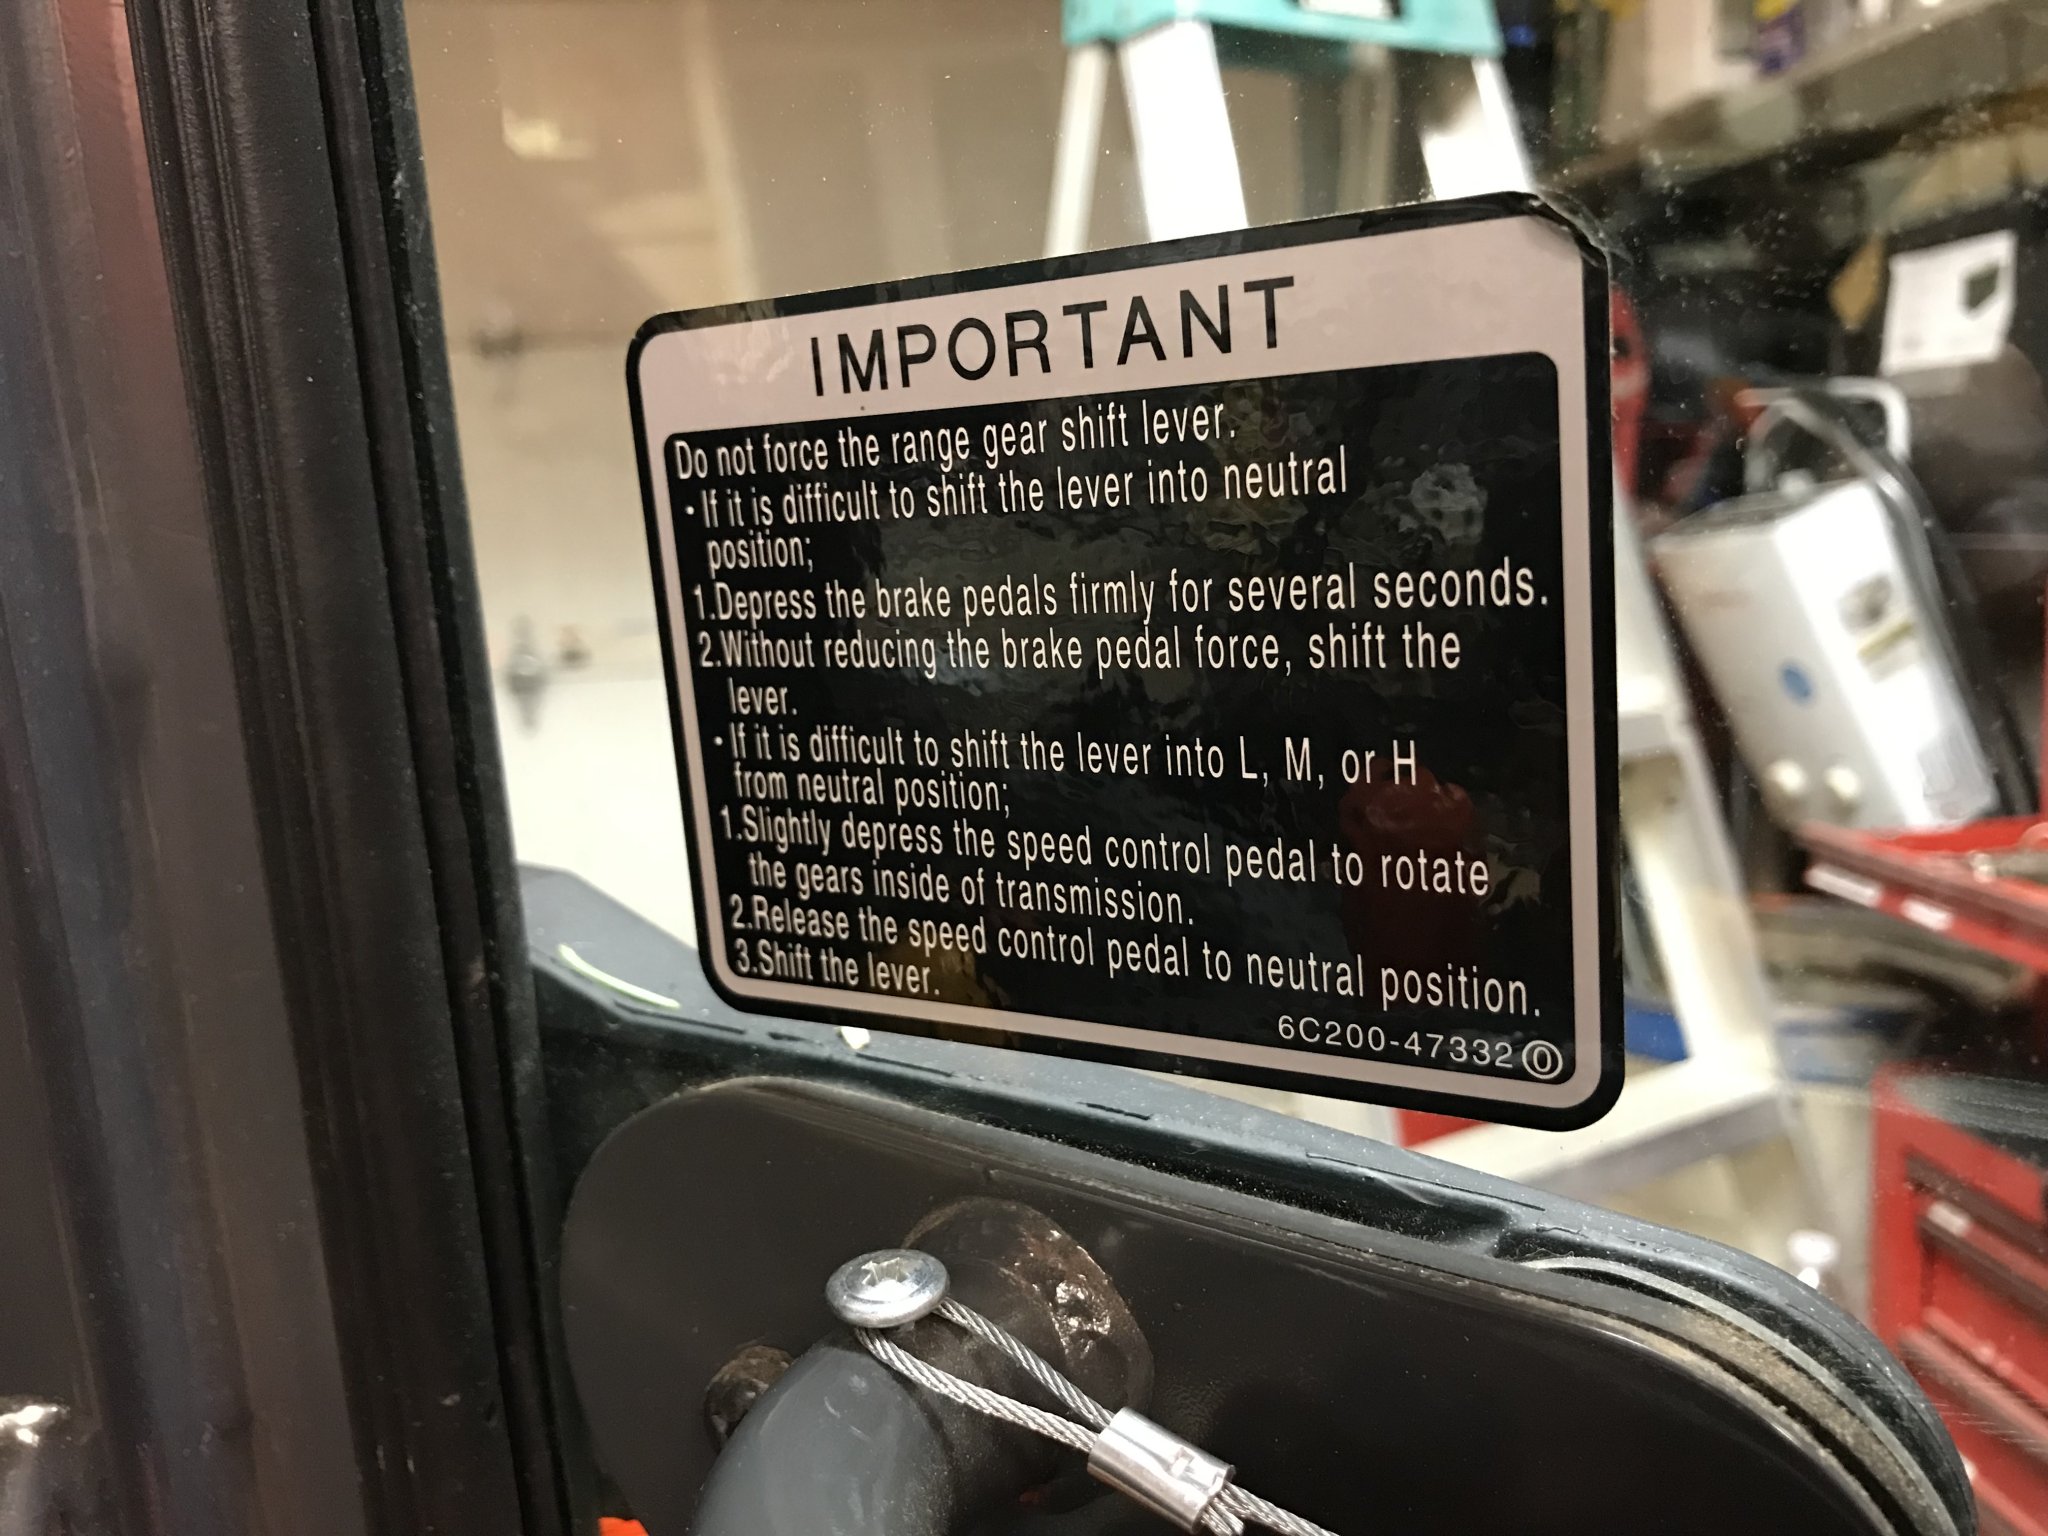 IMPORTANT
Do not force the range gear shift lever.
・If it is difficult to shift the lever into neutral
position;
1.Depress the brake pedals firmly for several seconds.
2.Without reducing the brake pedal force, shift the
lever.
・If it is difficult to shift the lever into L, M, or H
from neutral position;
1.Slightly depress the speed control pedal to rotate
the gears inside of transmission.
2.Release the speed control pedal to neutral position.
3.Shift the lever.
6C200-47332 Ⓞ